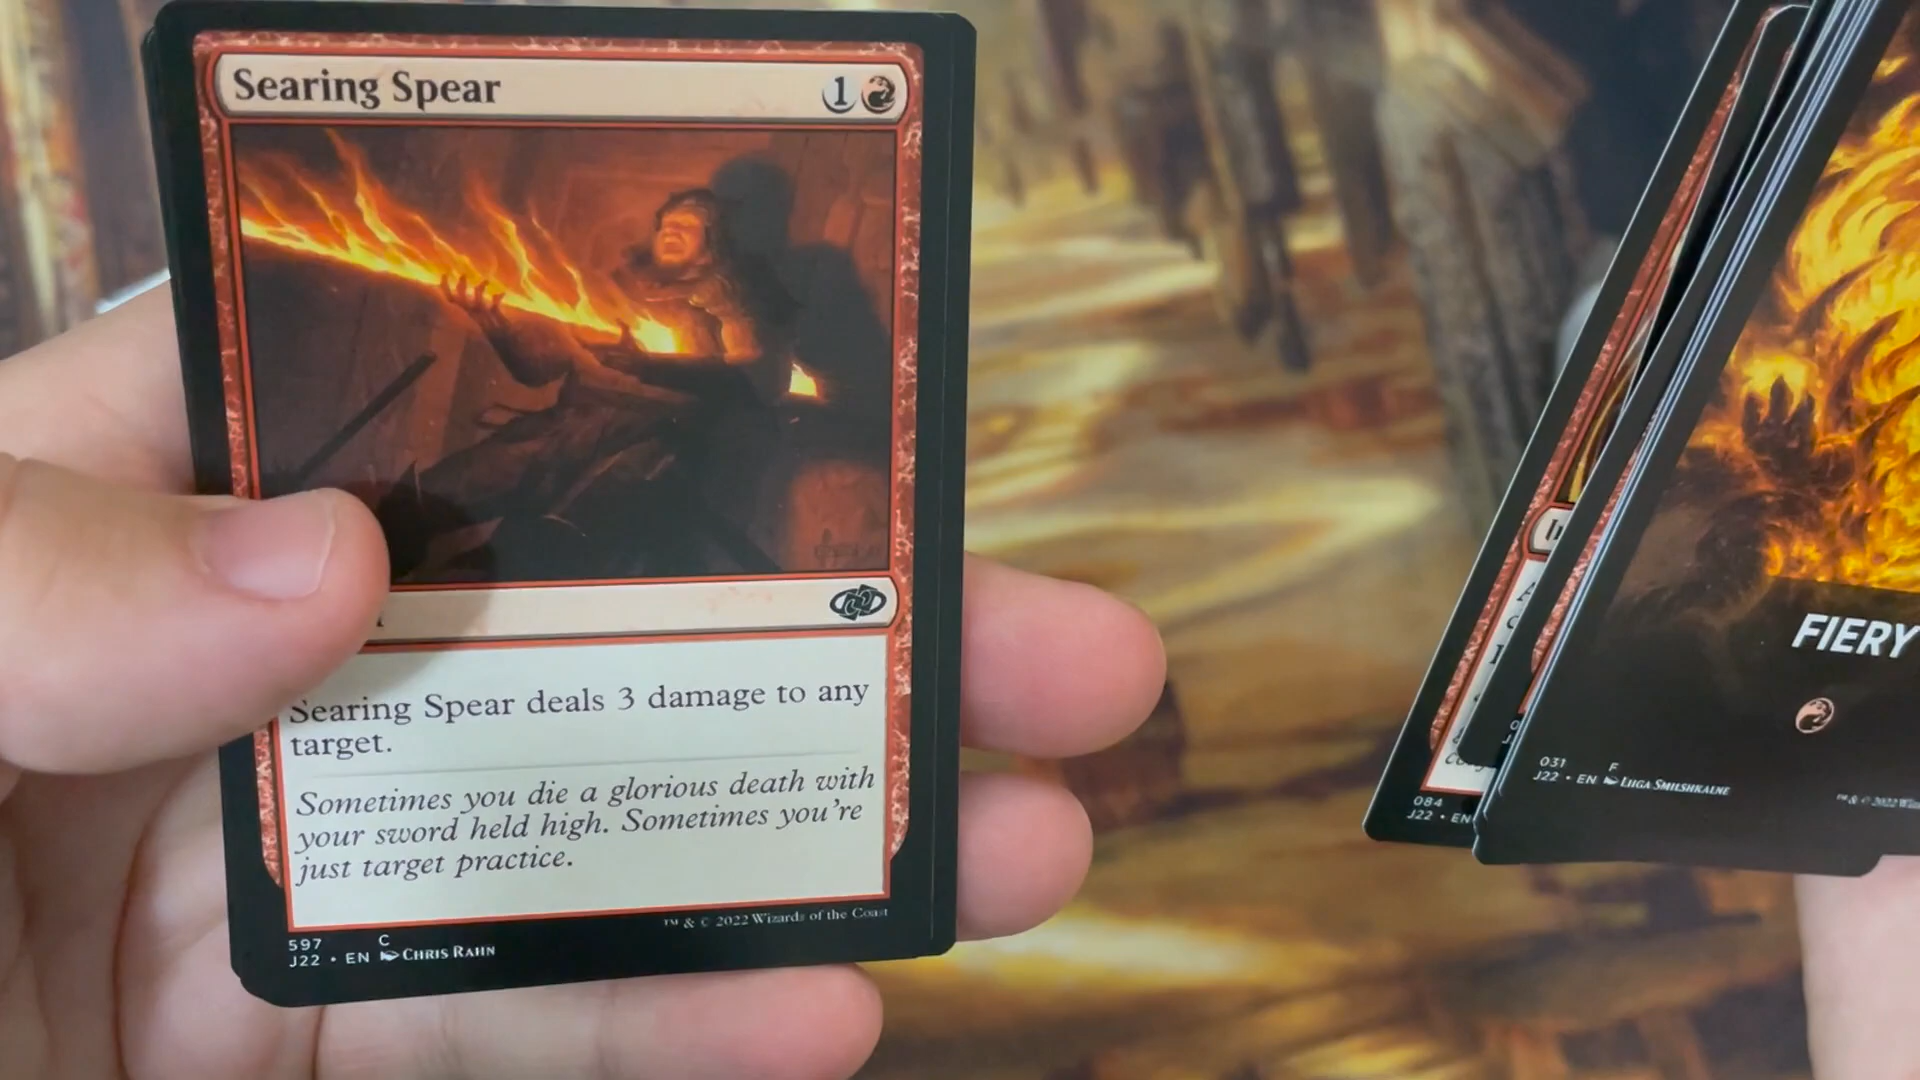 Searing Spear
1
Searing Spear deals 3 damage to any
target.
Sometimes you die a glorious death with
your sword held high. Sometimes you're
just target practice.
™ & © 2022 Wizards of the Coast
597 C
J22 • EN CHRIS RAHN
084
J22 • EN
FIERY
031 F
J22 • EN LIIGA SMILSHKALNE
™ & © 2022